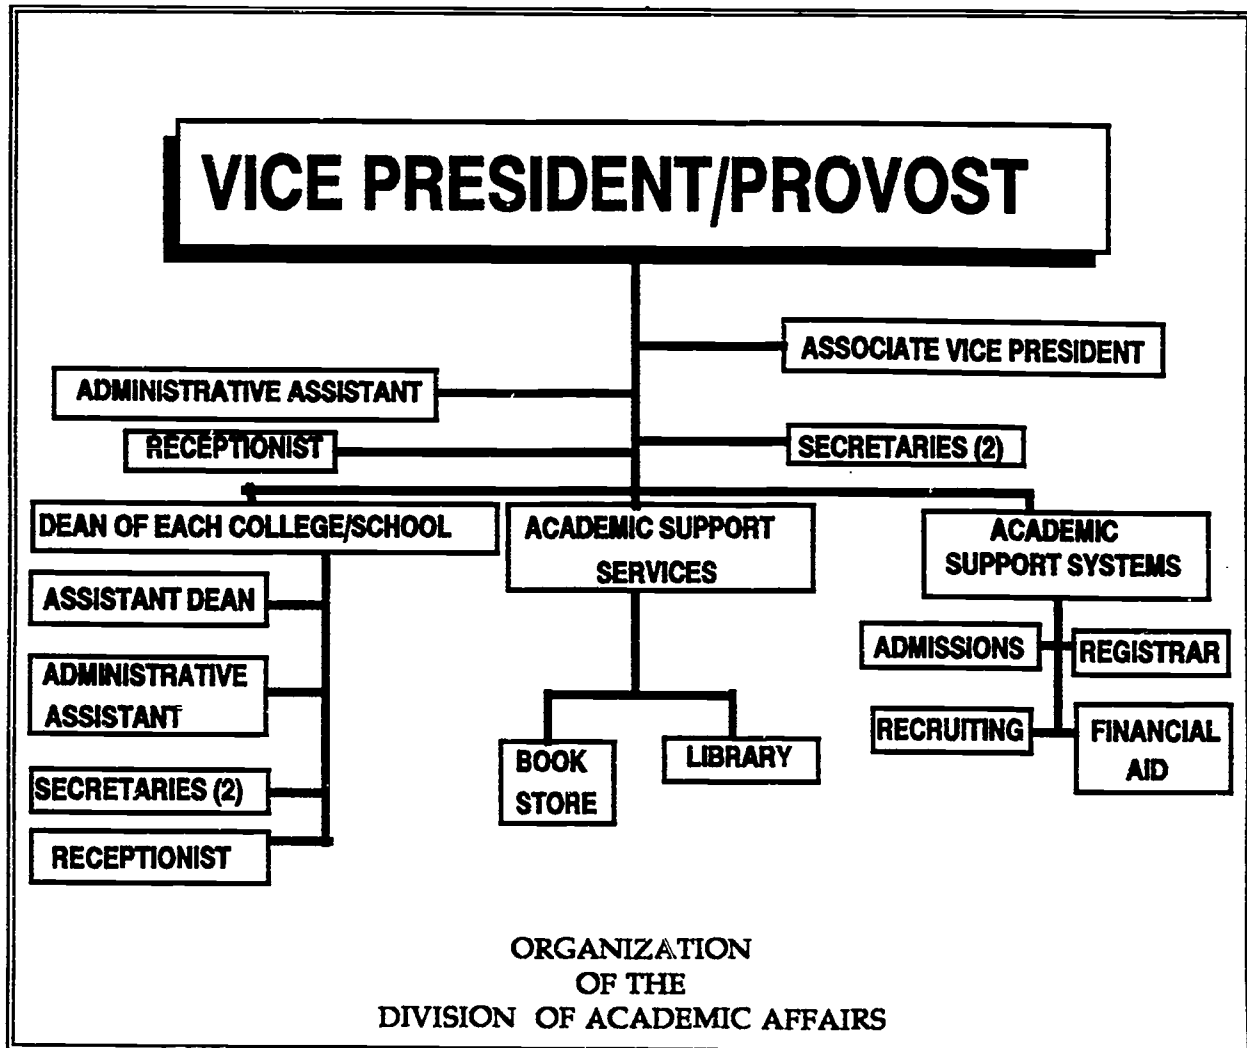 VICE PRESIDENT/PROVOST
ASSOCIATE VICE PRESIDENT
ADMINISTRATIVE ASSISTANT
RECEPTIONIST
SECRETARIES (2)
DEAN OF EACH COLLEGE/SCHOOL
ACADEMIC SUPPORT
SERVICES
ACADEMIC
SUPPORT SYSTEMS
ASSISTANT DEAN
ADMINISTRATIVE
ASSISTANT
SECRETARIES (2)
RECEPTIONIST
BOOK
STORE
LIBRARY
ADMISSIONS
REGISTRAR
RECRUITING
FINANCIAL
AID
ORGANIZATION
OF THE
DIVISION OF ACADEMIC AFFAIRS